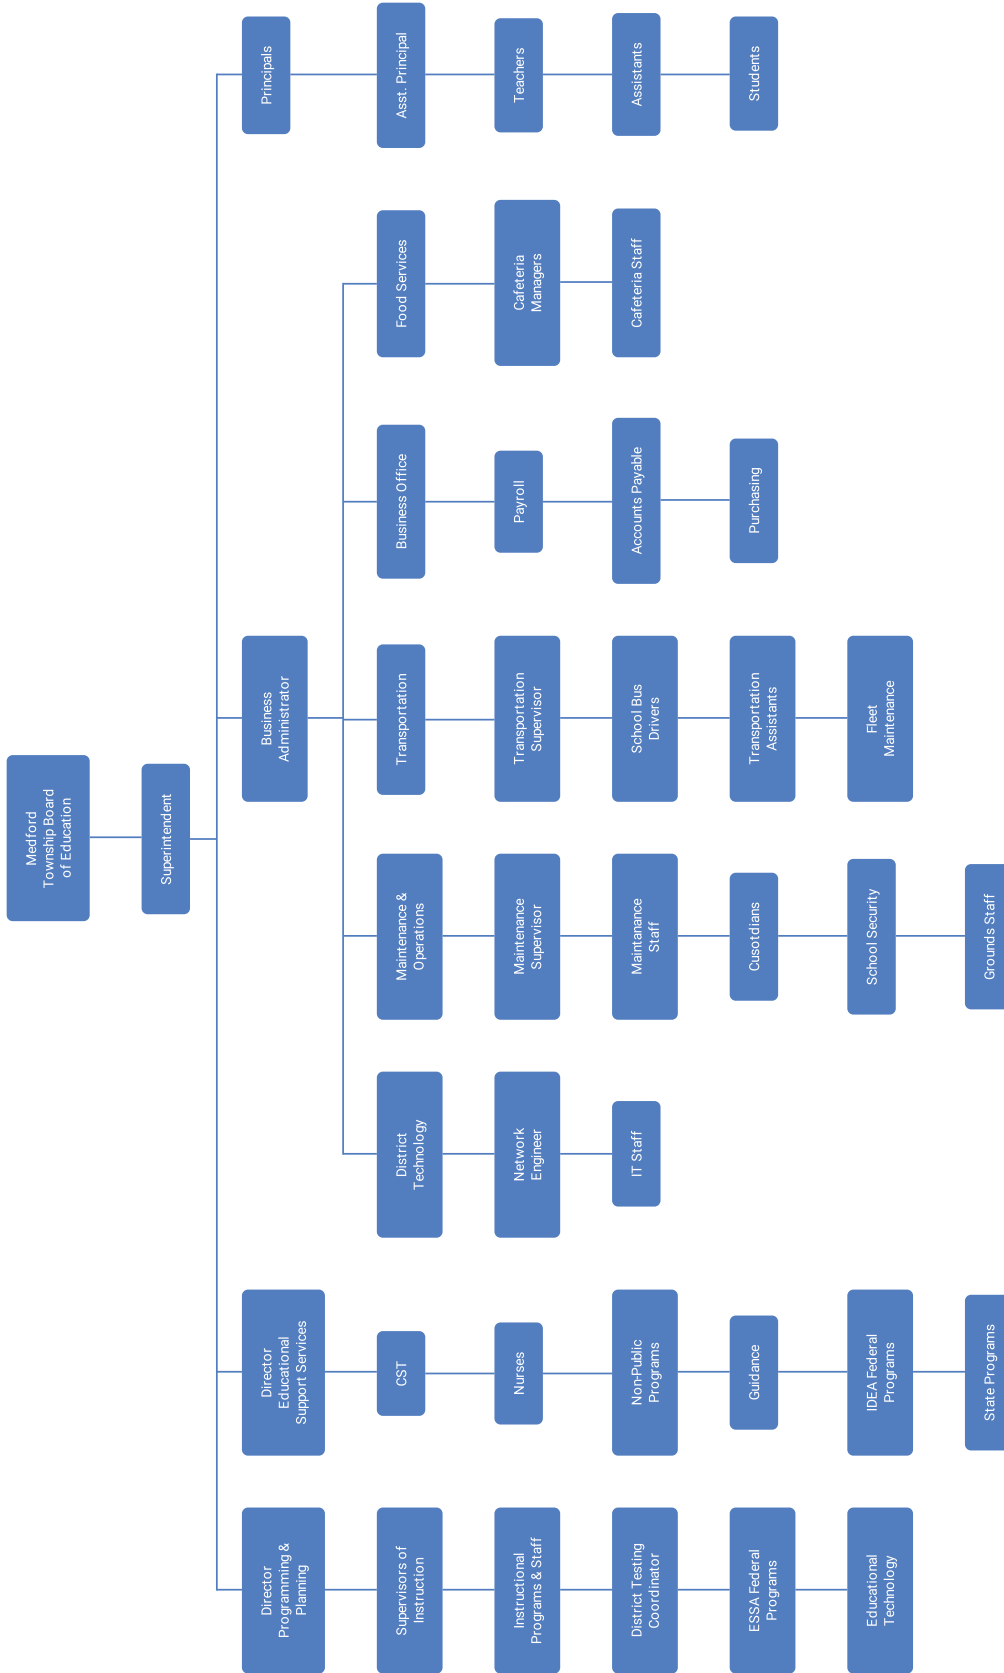 Medford
Township Board
of Education
Superintendent
Director
Programming &
Planning
Director
Educational
Support Services
Business
Administrator
Principals
Supervisors of
Instruction
CST
District
Technology
Maintenance &
Operations
Transportation
Business Office
Food Services
Asst. Principal
Instructional
Programs & Staff
Nurses
Network
Engineer
Maintenance
Supervisor
Transportation
Supervisor
Payroll
Cafeteria
Managers
Teachers
District Testing
Coordinator
Non-Public
Programs
IT Staff
Maintanance
Staff
School Bus
Drivers
Accounts Payable
Cafeteria Staff
Assistants
ESSA Federal
Programs
Guidance
Cusotdians
Transportation
Assistants
Purchasing
Students
Educational
Technology
IDEA Federal
Programs
School Security
Fleet
Maintenance
State Programs
Grounds Staff